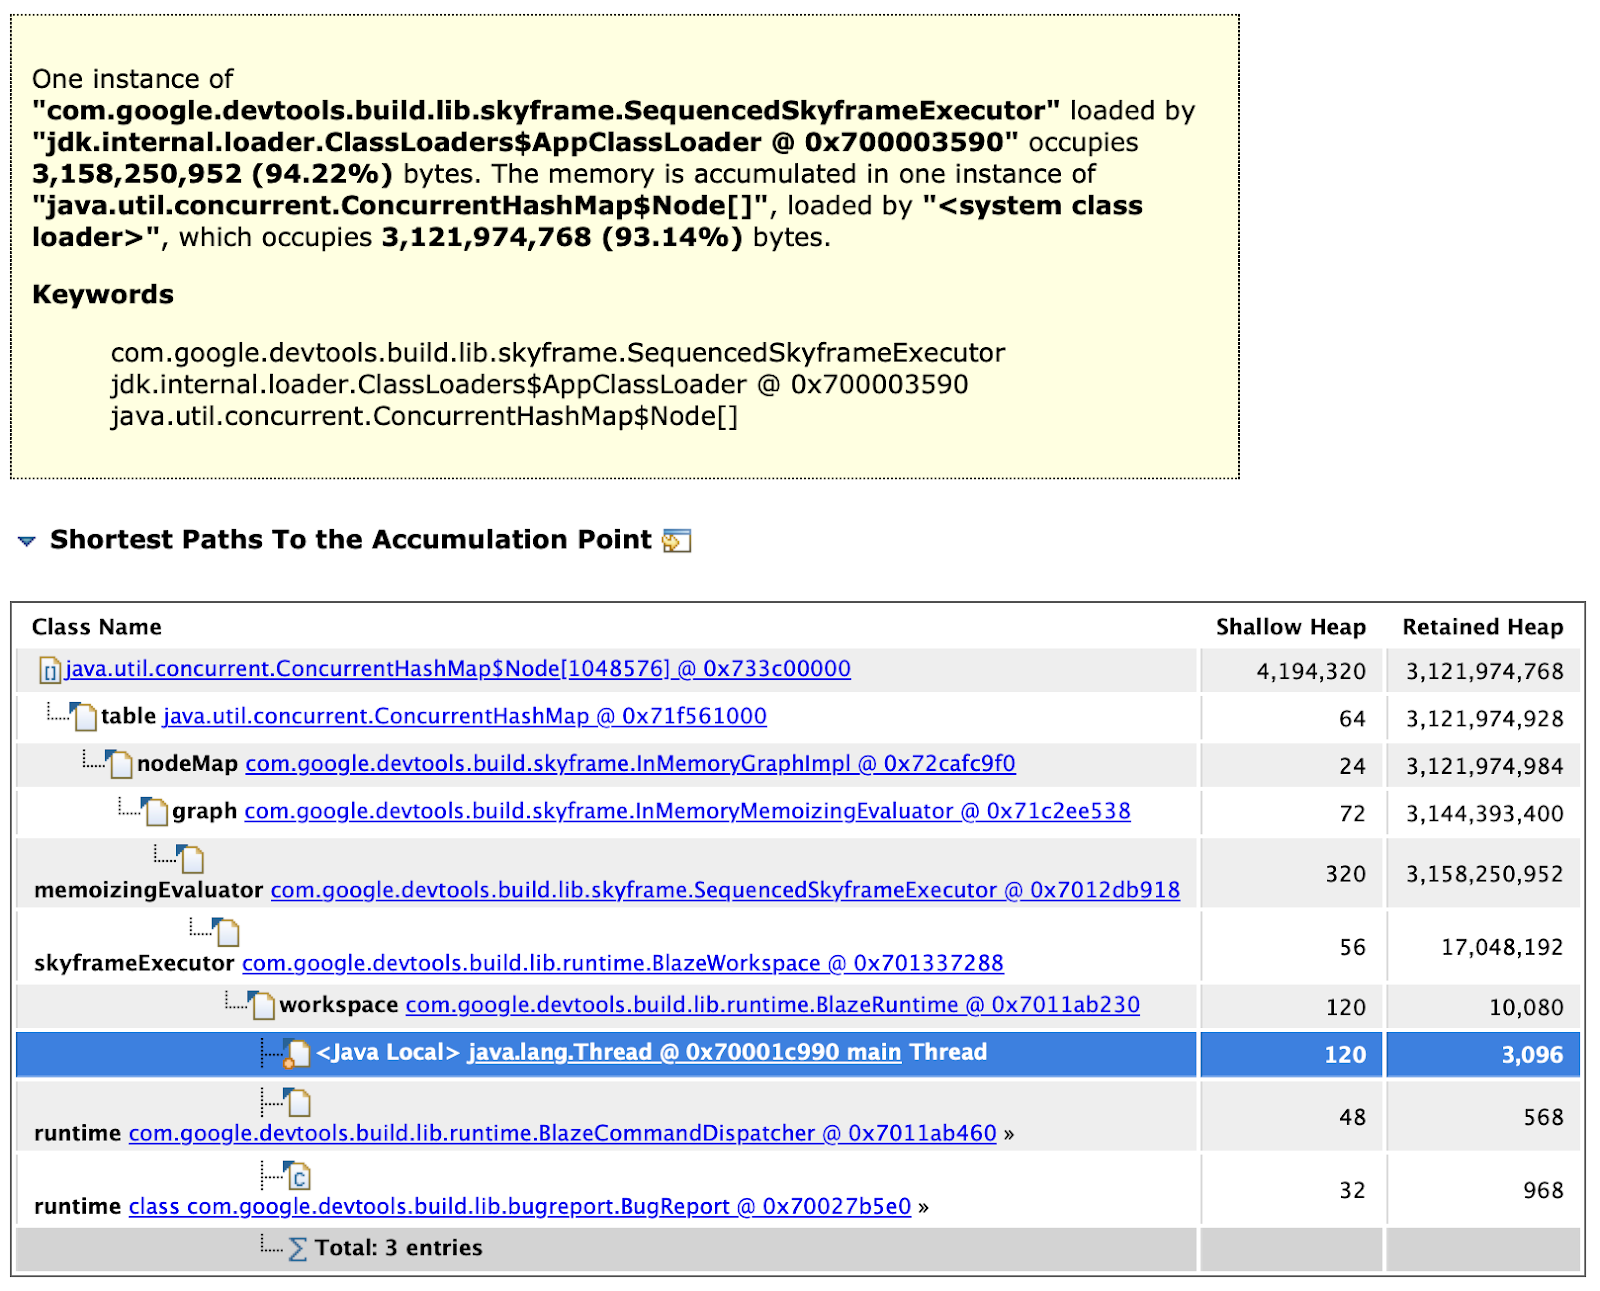 One instance of
"com.google.devtools.build.lib.skyframe.SequencedSkyframeExecutor" loaded by
"jdk.internal.loader.ClassLoaders$AppClassLoader @ 0x700003590" occupies
3,158,250,952 (94.22%) bytes. The memory is accumulated in one instance of
"java.util.concurrent.ConcurrentHashMap$Node[]", loaded by "<system class
loader>", which occupies 3,121,974,768 (93.14%) bytes.
Keywords
com.google.devtools.build.lib.skyframe.SequencedSkyframeExecutor
jdk.internal.loader.ClassLoaders$AppClassLoader @ 0x700003590
java.util.concurrent.ConcurrentHashMap$Node[]
Shortest Paths To the Accumulation Point
Class Name Shallow Heap Retained Heap
java.util.concurrent.ConcurrentHashMap$Node[1048576] @ 0x733c00000 4,194,320 3,121,974,768
table java.util.concurrent.ConcurrentHashMap @ 0x71f561000 64 3,121,974,928
nodeMap com.google.devtools.build.skyframe.InMemoryGraphImpl @ 0x72cafc9f0 24 3,121,974,984
graph com.google.devtools.build.skyframe.InMemoryMemoizingEvaluator @ 0x71c2ee538 72 3,144,393,400
memoizingEvaluator com.google.devtools.build.lib.skyframe.SequencedSkyframeExecutor @ 0x7012db918 320 3,158,250,952
skyframeExecutor com.google.devtools.build.lib.runtime.BlazeWorkspace @ 0x701337288 56 17,048,192
workspace com.google.devtools.build.lib.runtime.BlazeRuntime @ 0x7011ab230 120 10,080
<Java Local> java.lang.Thread @ 0x70001c990 main Thread 120 3,096
runtime com.google.devtools.build.lib.runtime.BlazeCommandDispatcher @ 0x7011ab460 » 48 568
runtime class com.google.devtools.build.lib.bugreport.BugReport @ 0x70027b5e0 » 32 968
Total: 3 entries